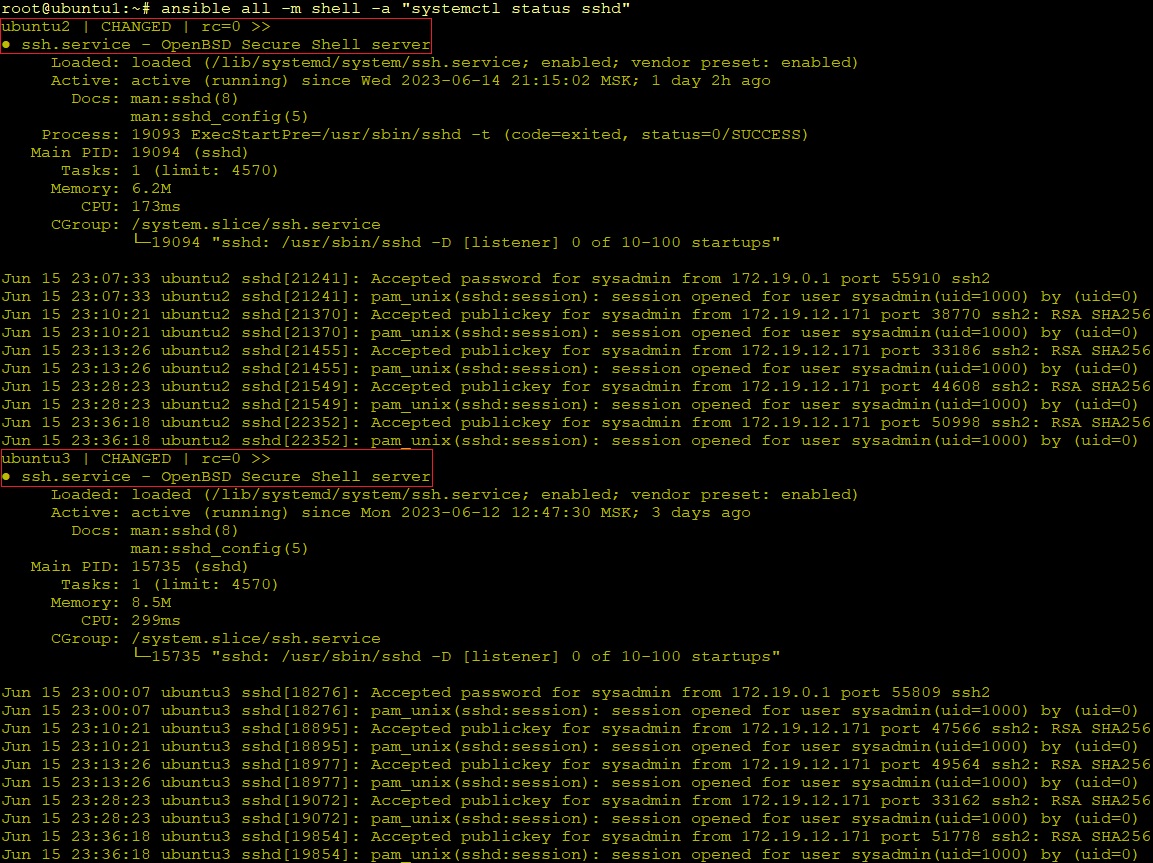 root@ubuntu1:~# ansible all -m shell -a "systemctl status sshd"
ubuntu2 | CHANGED | rc=0 >>
● ssh.service - OpenBSD Secure Shell server
     Loaded: loaded (/lib/systemd/system/ssh.service; enabled; vendor preset: enabled)
     Active: active (running) since Wed 2023-06-14 21:15:02 MSK; 1 day 2h ago
       Docs: man:sshd(8)
             man:sshd_config(5)
    Process: 19093 ExecStartPre=/usr/sbin/sshd -t (code=exited, status=0/SUCCESS)
   Main PID: 19094 (sshd)
      Tasks: 1 (limit: 4570)
     Memory: 6.2M
        CPU: 173ms
     CGroup: /system.slice/ssh.service
             └─19094 "sshd: /usr/sbin/sshd -D [listener] 0 of 10-100 startups"

Jun 15 23:07:33 ubuntu2 sshd[21241]: Accepted password for sysadmin from 172.19.0.1 port 55910 ssh2
Jun 15 23:07:33 ubuntu2 sshd[21241]: pam_unix(sshd:session): session opened for user sysadmin(uid=1000) by (uid=0)
Jun 15 23:10:21 ubuntu2 sshd[21370]: Accepted publickey for sysadmin from 172.19.12.171 port 38770 ssh2: RSA SHA256
Jun 15 23:10:21 ubuntu2 sshd[21370]: pam_unix(sshd:session): session opened for user sysadmin(uid=1000) by (uid=0)
Jun 15 23:13:26 ubuntu2 sshd[21455]: Accepted publickey for sysadmin from 172.19.12.171 port 33186 ssh2: RSA SHA256
Jun 15 23:13:26 ubuntu2 sshd[21455]: pam_unix(sshd:session): session opened for user sysadmin(uid=1000) by (uid=0)
Jun 15 23:28:23 ubuntu2 sshd[21549]: Accepted publickey for sysadmin from 172.19.12.171 port 44608 ssh2: RSA SHA256
Jun 15 23:28:23 ubuntu2 sshd[21549]: pam_unix(sshd:session): session opened for user sysadmin(uid=1000) by (uid=0)
Jun 15 23:36:18 ubuntu2 sshd[22352]: Accepted publickey for sysadmin from 172.19.12.171 port 50998 ssh2: RSA SHA256
Jun 15 23:36:18 ubuntu2 sshd[22352]: pam_unix(sshd:session): session opened for user sysadmin(uid=1000) by (uid=0)
ubuntu3 | CHANGED | rc=0 >>
● ssh.service - OpenBSD Secure Shell server
     Loaded: loaded (/lib/systemd/system/ssh.service; enabled; vendor preset: enabled)
     Active: active (running) since Mon 2023-06-12 12:47:30 MSK; 3 days ago
       Docs: man:sshd(8)
             man:sshd_config(5)
   Main PID: 15735 (sshd)
      Tasks: 1 (limit: 4570)
     Memory: 8.5M
        CPU: 299ms
     CGroup: /system.slice/ssh.service
             └─15735 "sshd: /usr/sbin/sshd -D [listener] 0 of 10-100 startups"

Jun 15 23:00:07 ubuntu3 sshd[18276]: Accepted password for sysadmin from 172.19.0.1 port 55809 ssh2
Jun 15 23:00:07 ubuntu3 sshd[18276]: pam_unix(sshd:session): session opened for user sysadmin(uid=1000) by (uid=0)
Jun 15 23:10:21 ubuntu3 sshd[18895]: Accepted publickey for sysadmin from 172.19.12.171 port 47566 ssh2: RSA SHA256
Jun 15 23:10:21 ubuntu3 sshd[18895]: pam_unix(sshd:session): session opened for user sysadmin(uid=1000) by (uid=0)
Jun 15 23:13:26 ubuntu3 sshd[18977]: Accepted publickey for sysadmin from 172.19.12.171 port 49564 ssh2: RSA SHA256
Jun 15 23:13:26 ubuntu3 sshd[18977]: pam_unix(sshd:session): session opened for user sysadmin(uid=1000) by (uid=0)
Jun 15 23:28:23 ubuntu3 sshd[19072]: Accepted publickey for sysadmin from 172.19.12.171 port 33162 ssh2: RSA SHA256
Jun 15 23:28:23 ubuntu3 sshd[19072]: pam_unix(sshd:session): session opened for user sysadmin(uid=1000) by (uid=0)
Jun 15 23:36:18 ubuntu3 sshd[19854]: Accepted publickey for sysadmin from 172.19.12.171 port 51778 ssh2: RSA SHA256
Jun 15 23:36:18 ubuntu3 sshd[19854]: pam_unix(sshd:session): session opened for user sysadmin(uid=1000) by (uid=0)